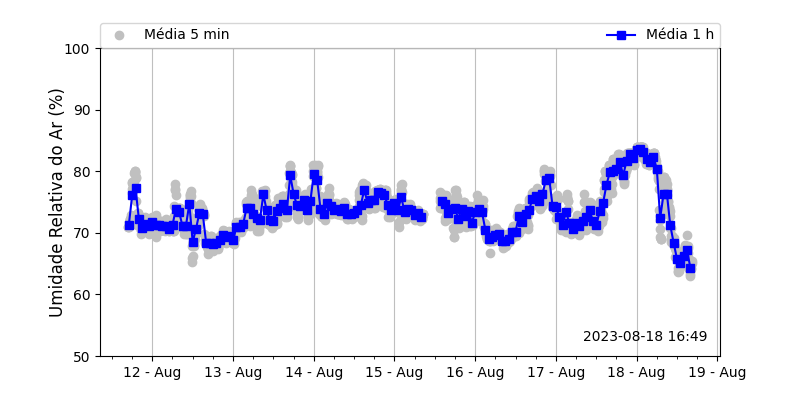 Média 5 min
Média 1 h
100
90
80
70
60
50
Umidade Relativa do Ar (%)
2023-08-18 16:49
12 - Aug
13 - Aug
14 - Aug
15 - Aug
16 - Aug
17 - Aug
18 - Aug
19 - Aug